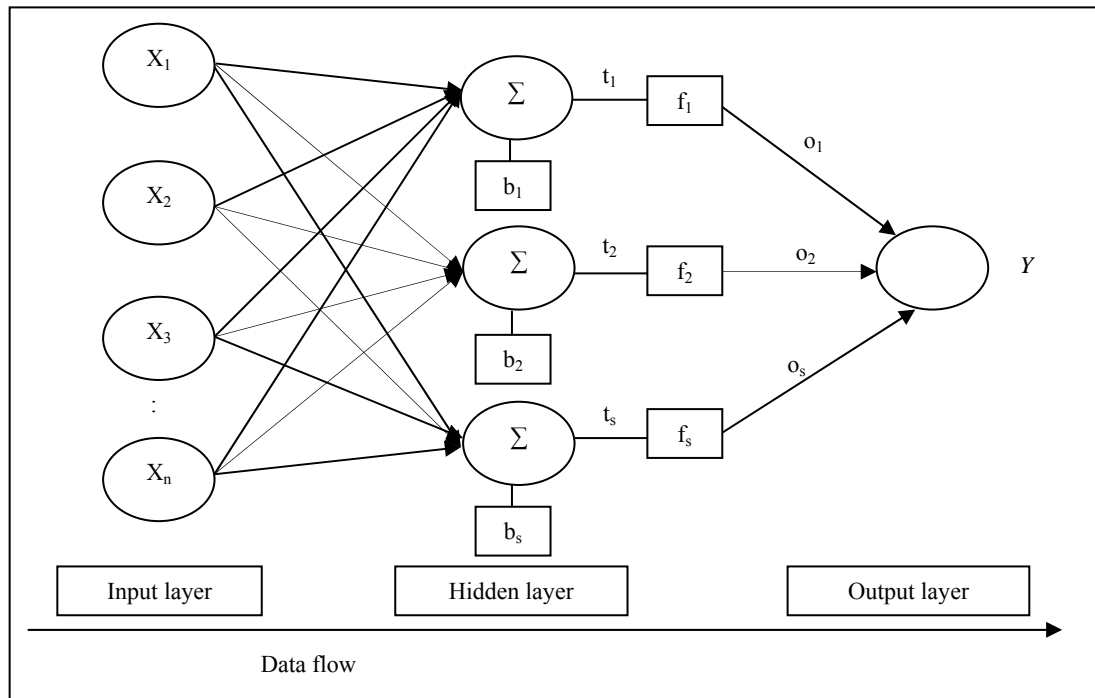 X1
X2
X3
:
Xn
Σ
b1
Σ
b2
Σ
bs
t1
f1
o1
t2
f2
o2
ts
fs
os
Y
Input layer
Hidden layer
Output layer
Data flow